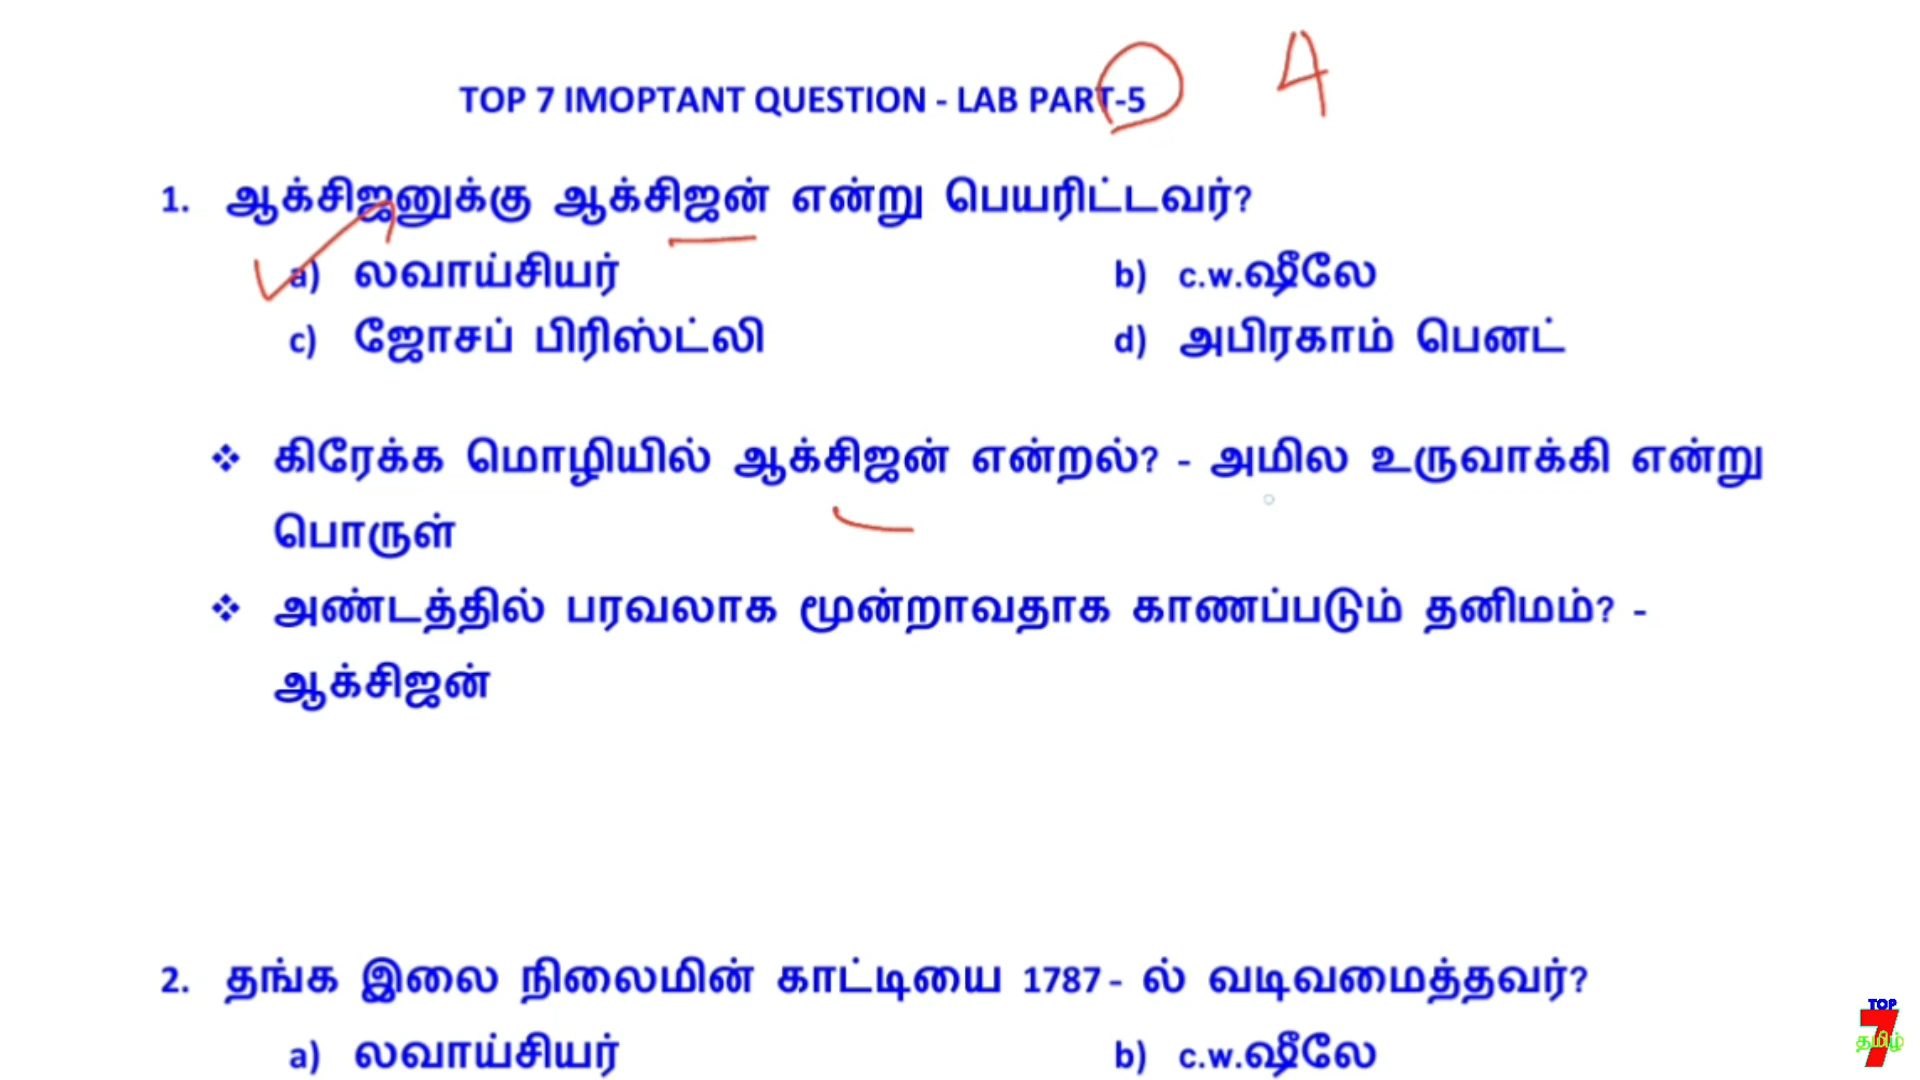 TOP 7 IMOPTANT QUESTION - LAB PART-5 4
1. ஆக்சிஜனுக்கு ஆக்சிஜன் என்று பெயரிட்டவர்?
a) லவாய்சியர் b) c.w.ஷீலே
c) ஜோசப் பிரிஸ்ட்லி d) அபிரகாம் பெனட்
❖ கிரேக்க மொழியில் ஆக்சிஜன் என்றல்? - அமில உருவாக்கி என்று
பொருள்
❖ அண்டத்தில் பரவலாக மூன்றாவதாக காணப்படும் தனிமம்? -
ஆக்சிஜன்
2. தங்க இலை நிலைமின் காட்டியை 1787 - ல் வடிவமைத்தவர்?
a) லவாய்சியர் b) c.w.ஷீலே
TOP
7
தமிழ்